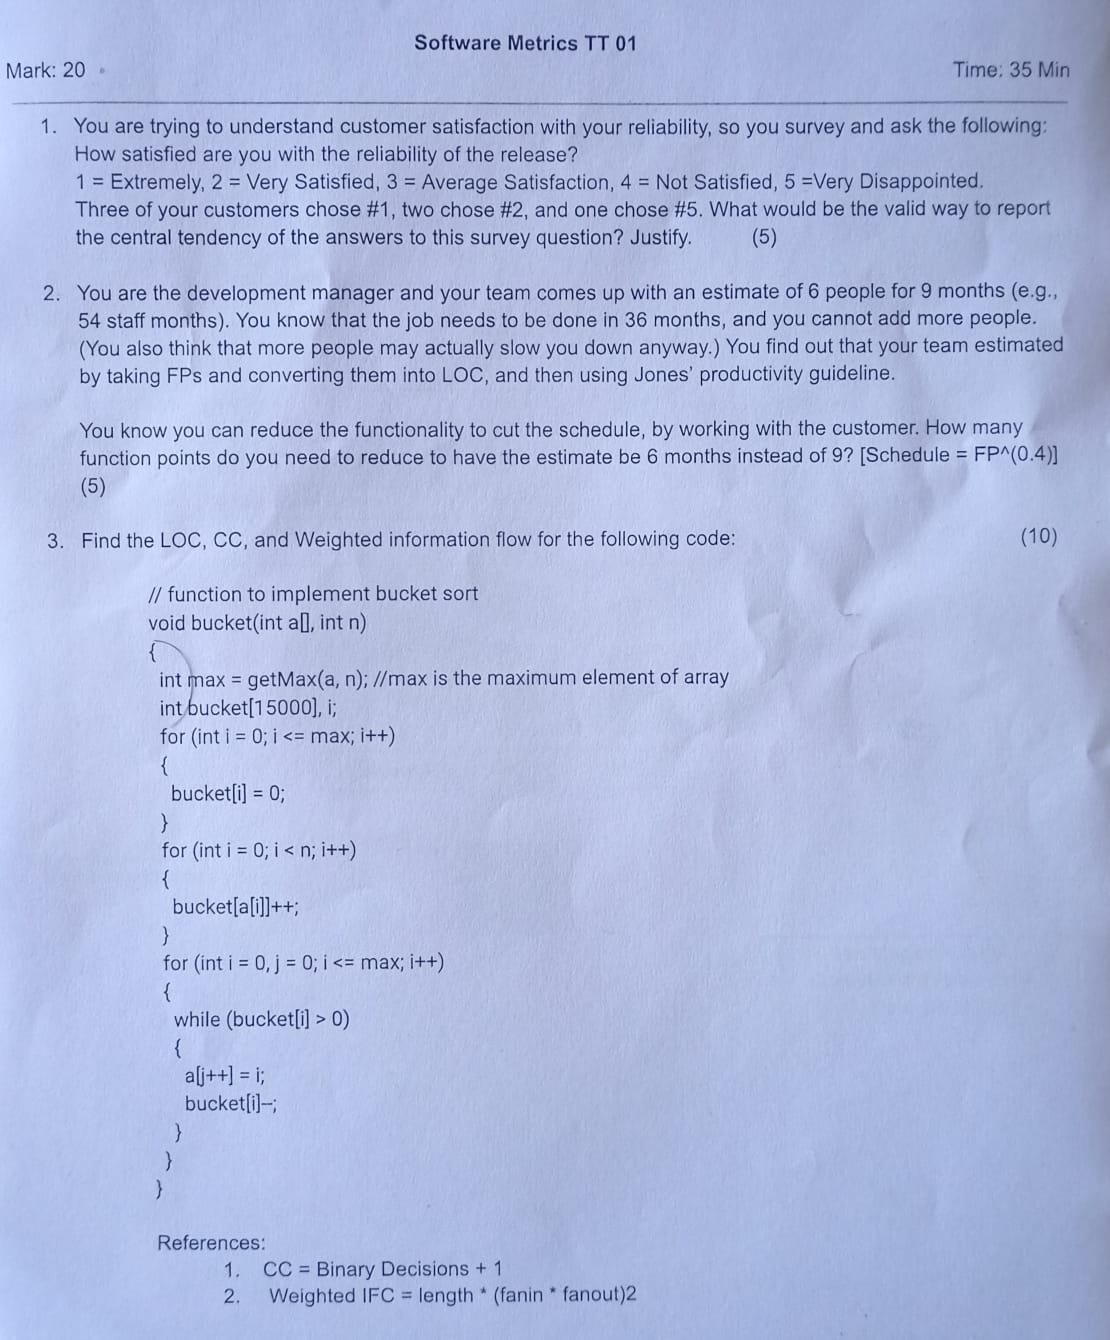 Software Metrics TT 01
Mark: 20
Time: 35 Min
1. You are trying to understand customer satisfaction with your reliability, so you survey and ask the following:
How satisfied are you with the reliability of the release?
1 = Extremely, 2 = Very Satisfied, 3 = Average Satisfaction, 4 = Not Satisfied, 5 =Very Disappointed.
Three of your customers chose #1, two chose #2, and one chose #5. What would be the valid way to report
the central tendency of the answers to this survey question? Justify. (5)
2. You are the development manager and your team comes up with an estimate of 6 people for 9 months (e.g.,
54 staff months). You know that the job needs to be done in 36 months, and you cannot add more people.
(You also think that more people may actually slow you down anyway.) You find out that your team estimated
by taking FPs and converting them into LOC, and then using Jones' productivity guideline.
You know you can reduce the functionality to cut the schedule, by working with the customer. How many
function points do you need to reduce to have the estimate be 6 months instead of 9? [Schedule = FP^(0.4)]
(5)
3. Find the LOC, CC, and Weighted information flow for the following code: (10)
// function to implement bucket sort
void bucket(int a[], int n)
{
int max = getMax(a, n); //max is the maximum element of array
int bucket[15000], i;
for (int i = 0; i <= max; i++)
{
bucket[i] = 0;
}
for (int i = 0; i < n; i++)
{
bucket[a[i]]++;
}
for (int i = 0, j = 0; i <= max; i++)
{
while (bucket[i] > 0)
{
a[j++] = i;
bucket[i]--;
}
}
}
References:
1. CC = Binary Decisions + 1
2. Weighted IFC = length * (fanin * fanout)2